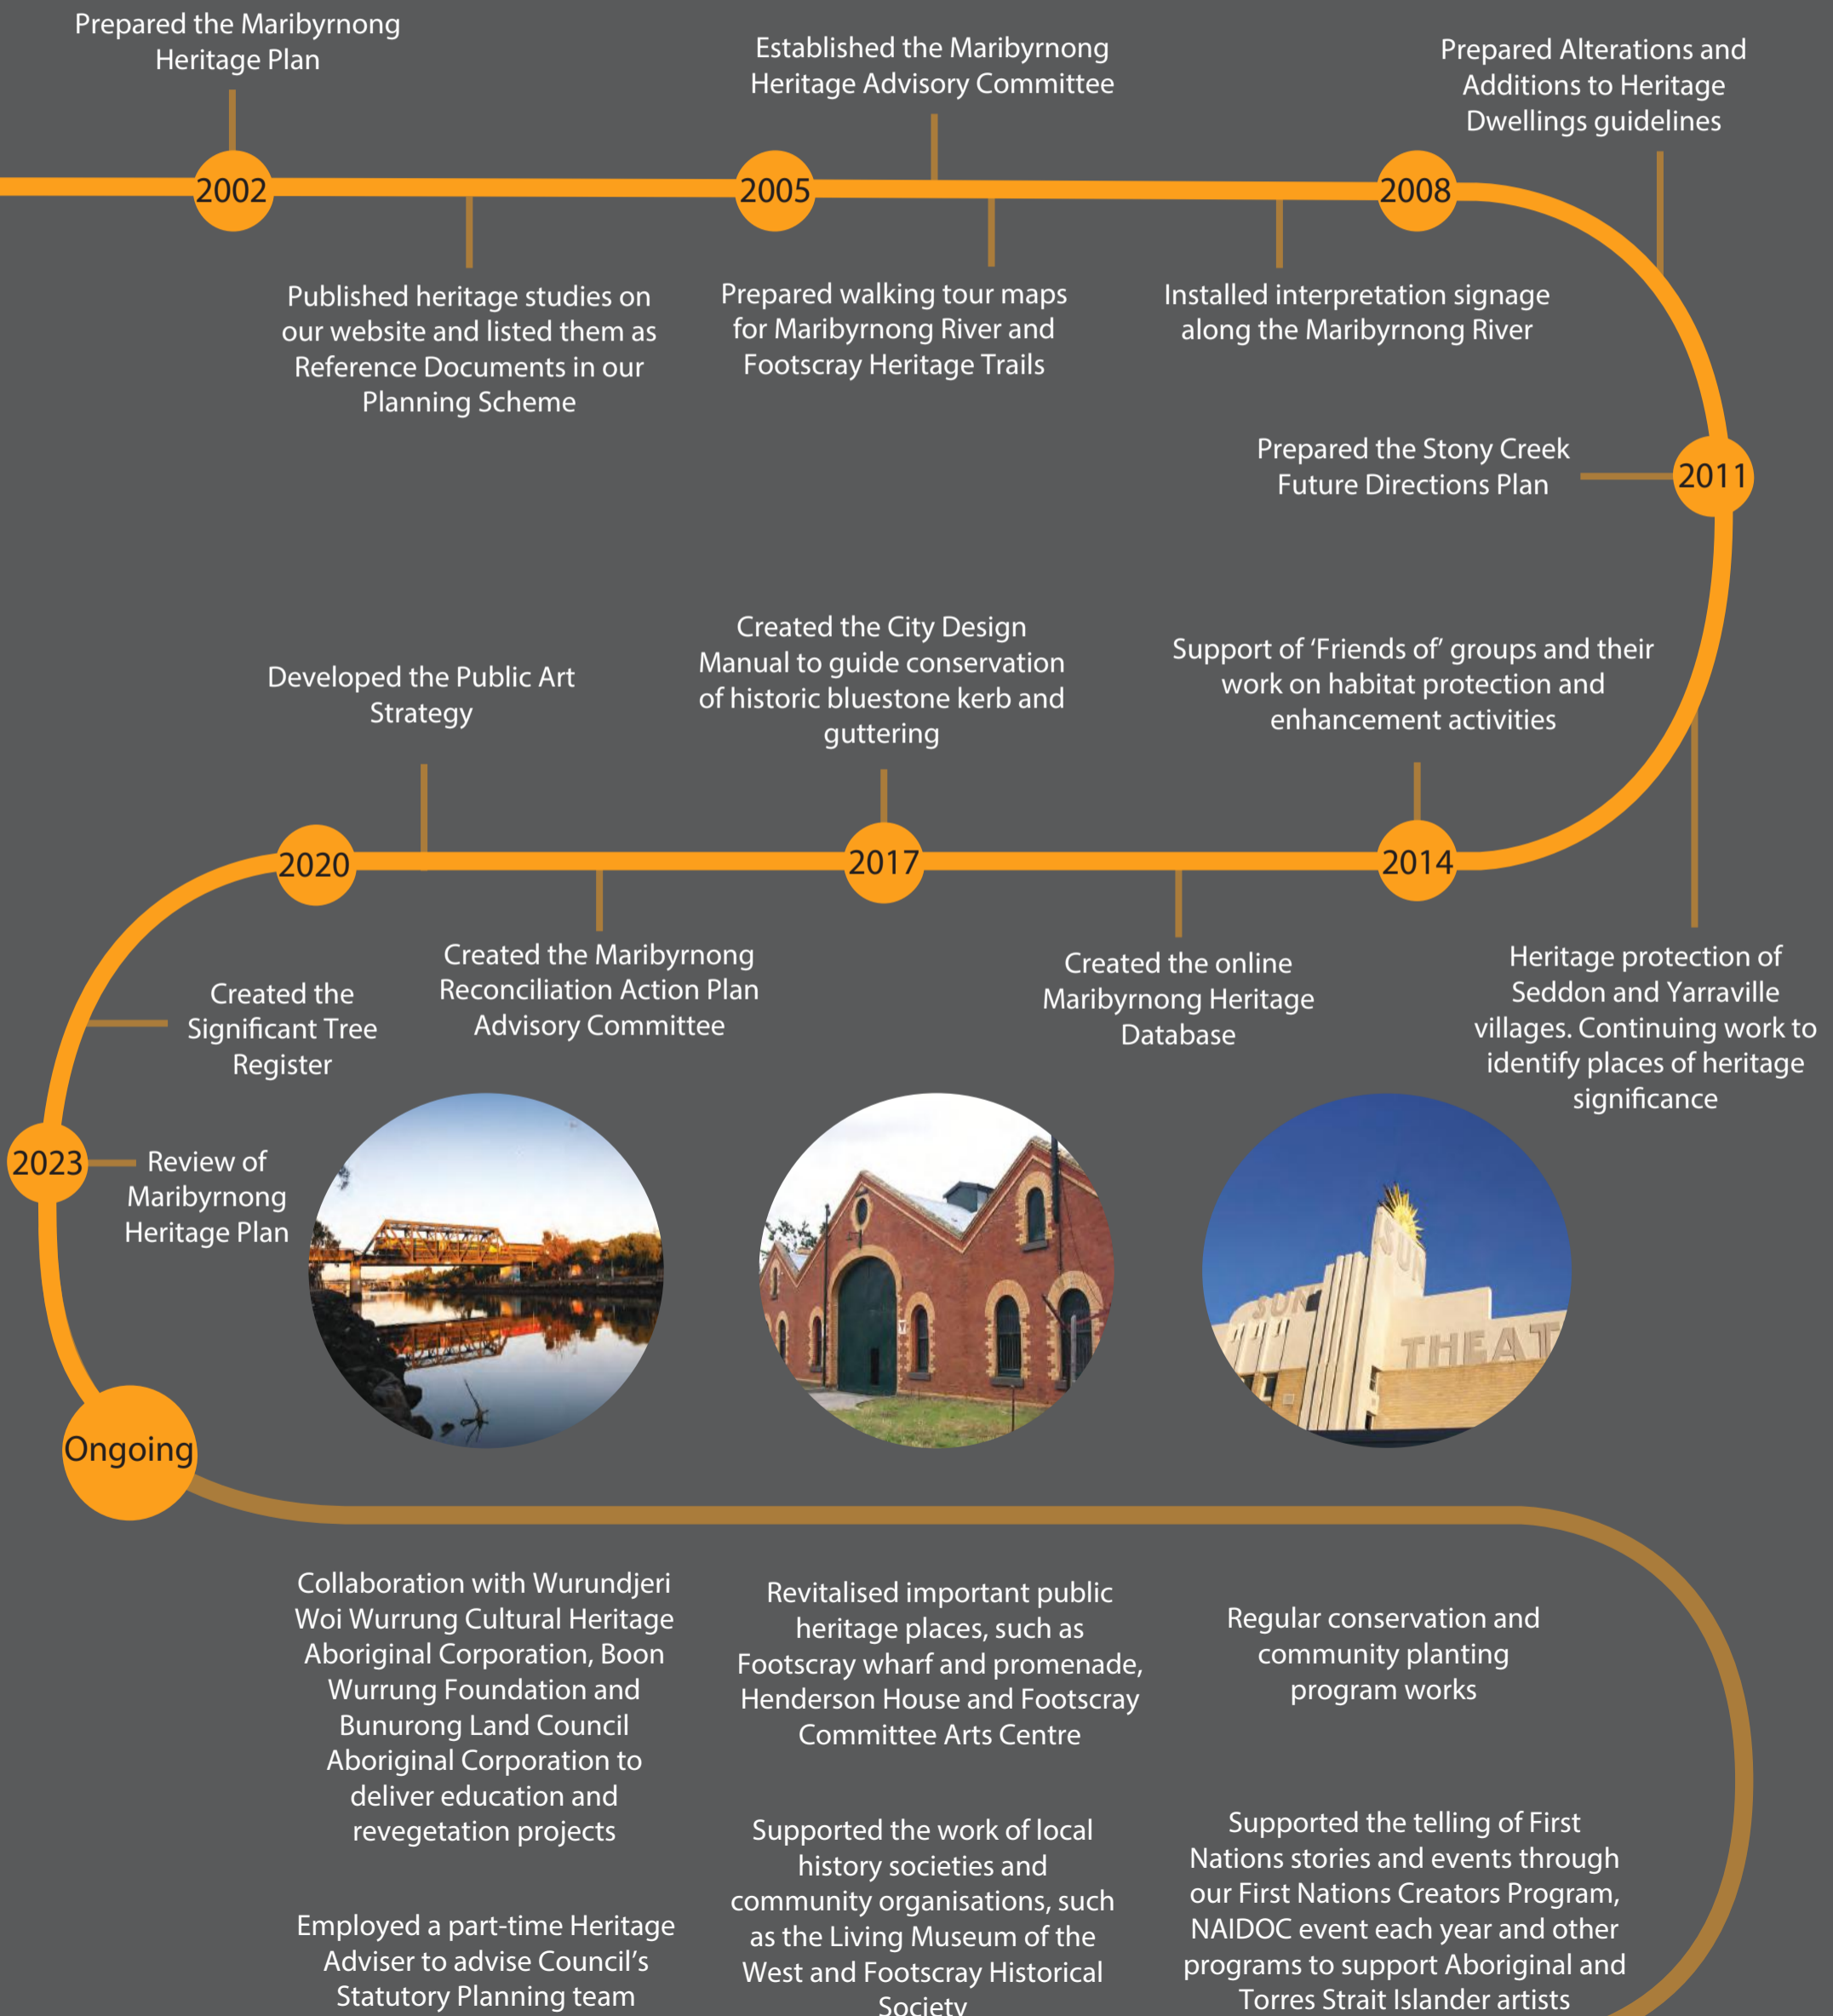 Prepared the Maribyrnong
Heritage Plan
Established the Maribyrnong
Heritage Advisory Committee
Prepared Alterations and
Additions to Heritage
Dwellings guidelines
2002
2005
2008
Published heritage studies on
our website and listed them as
Reference Documents in our
Planning Scheme
Prepared walking tour maps
for Maribyrnong River and
Footscray Heritage Trails
Installed interpretation signage
along the Maribyrnong River
Prepared the Stony Creek
Future Directions Plan
2011
Developed the Public Art
Strategy
Created the City Design
Manual to guide conservation
of historic bluestone kerb and
guttering
Support of ‘Friends of’ groups and their
work on habitat protection and
enhancement activities
2020
2017
2014
Created the
Significant Tree
Register
Created the Maribyrnong
Reconciliation Action Plan
Advisory Committee
Created the online
Maribyrnong Heritage
Database
Heritage protection of
Seddon and Yarraville
villages. Continuing work to
identify places of heritage
significance
2023
Review of
Maribyrnong
Heritage Plan
SUN
SUN
THEAT
Ongoing
Collaboration with Wurundjeri
Woi Wurrung Cultural Heritage
Aboriginal Corporation, Boon
Wurrung Foundation and
Bunurong Land Council
Aboriginal Corporation to
deliver education and
revegetation projects
Employed a part-time Heritage
Adviser to advise Council’s
Statutory Planning team
Revitalised important public
heritage places, such as
Footscray wharf and promenade,
Henderson House and Footscray
Committee Arts Centre
Supported the work of local
history societies and
community organisations, such
as the Living Museum of the
West and Footscray Historical
Society
Regular conservation and
community planting
program works
Supported the telling of First
Nations stories and events through
our First Nations Creators Program,
NAIDOC event each year and other
programs to support Aboriginal and
Torres Strait Islander artists